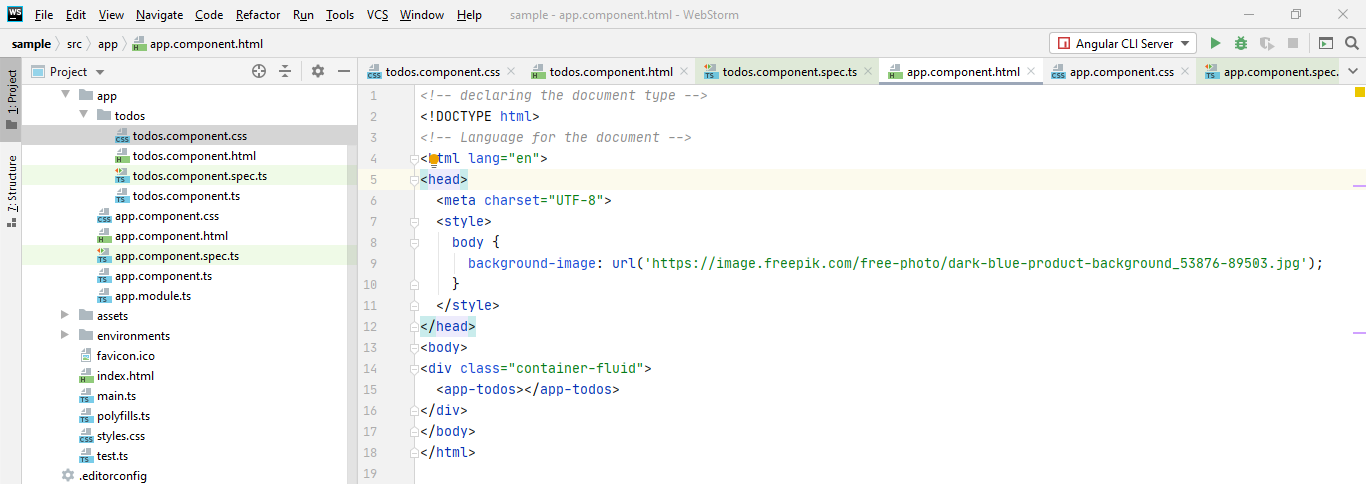 WS File Edit View Navigate Code Refactor Run Tools VCS Window Help sample - app.component.html - WebStorm
sample src app app.component.html Angular CLI Server
1: Project
7: Structure
Project
app
todos
todos.component.css
todos.component.html
todos.component.spec.ts
todos.component.ts
app.component.css
app.component.html
app.component.spec.ts
app.component.ts
app.module.ts
assets
environments
favicon.ico
index.html
main.ts
polyfills.ts
styles.css
test.ts
.editorconfig
todos.component.css todos.component.html todos.component.spec.ts app.component.html app.component.css app.component.spec.
1 <!-- declaring the document type -->
2 <!DOCTYPE html>
3 <!-- Language for the document -->
4 <html lang="en">
5 <head>
6 <meta charset="UTF-8">
7 <style>
8 body {
9 background-image: url('https://image.freepik.com/free-photo/dark-blue-product-background_53876-89503.jpg');
10 }
11 </style>
12 </head>
13 <body>
14 <div class="container-fluid">
15 <app-todos></app-todos>
16 </div>
17 </body>
18 </html>
19